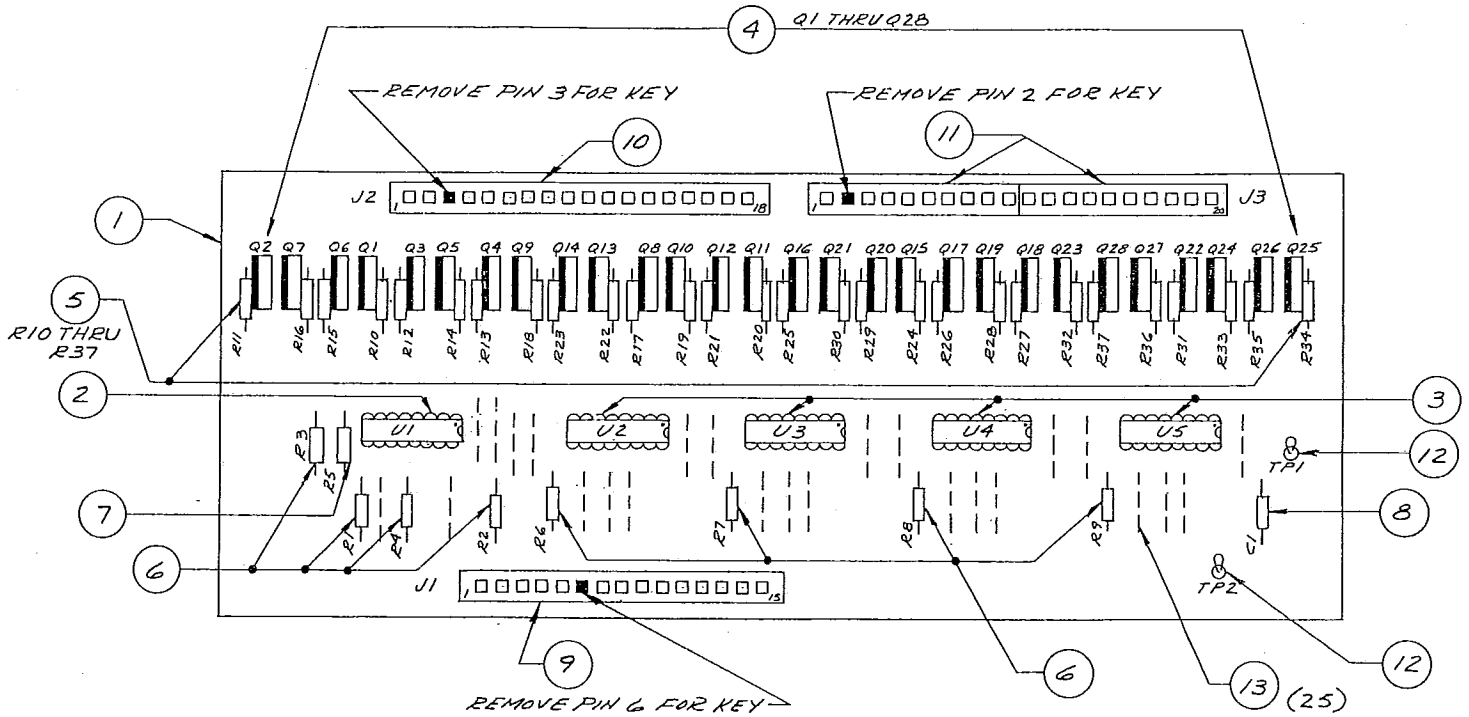 4 Q1 THRU Q28
REMOVE PIN 3 FOR KEY
REMOVE PIN 2 FOR KEY
10
11
J2 1 18
1 20 J3
1
Q2 Q7 Q6 Q1 Q3 Q5 Q4 Q9 Q14 Q13 Q8 Q10 Q12 Q11 Q16 Q21 Q20 Q15 Q17 Q19 Q18 Q23 Q28 Q27 Q22 Q24 Q26 Q25
5
R10 THRU
R37
R11 R16 R15 R10 R12 R14 R13 R18 R23 R22 R17 R19 R21 R20 R25 R30 R29 R24 R26 R28 R27 R32 R37 R36 R31 R33 R35 R34
2
3
U1 U2 U3 U4 U5
R3 R5
TP1 12
7
R1 R4 R2 R6 R7 R8 R9 C1
8
6
J1 1 15
TP2
9
6
13 (25)
12
REMOVE PIN 6 FOR KEY